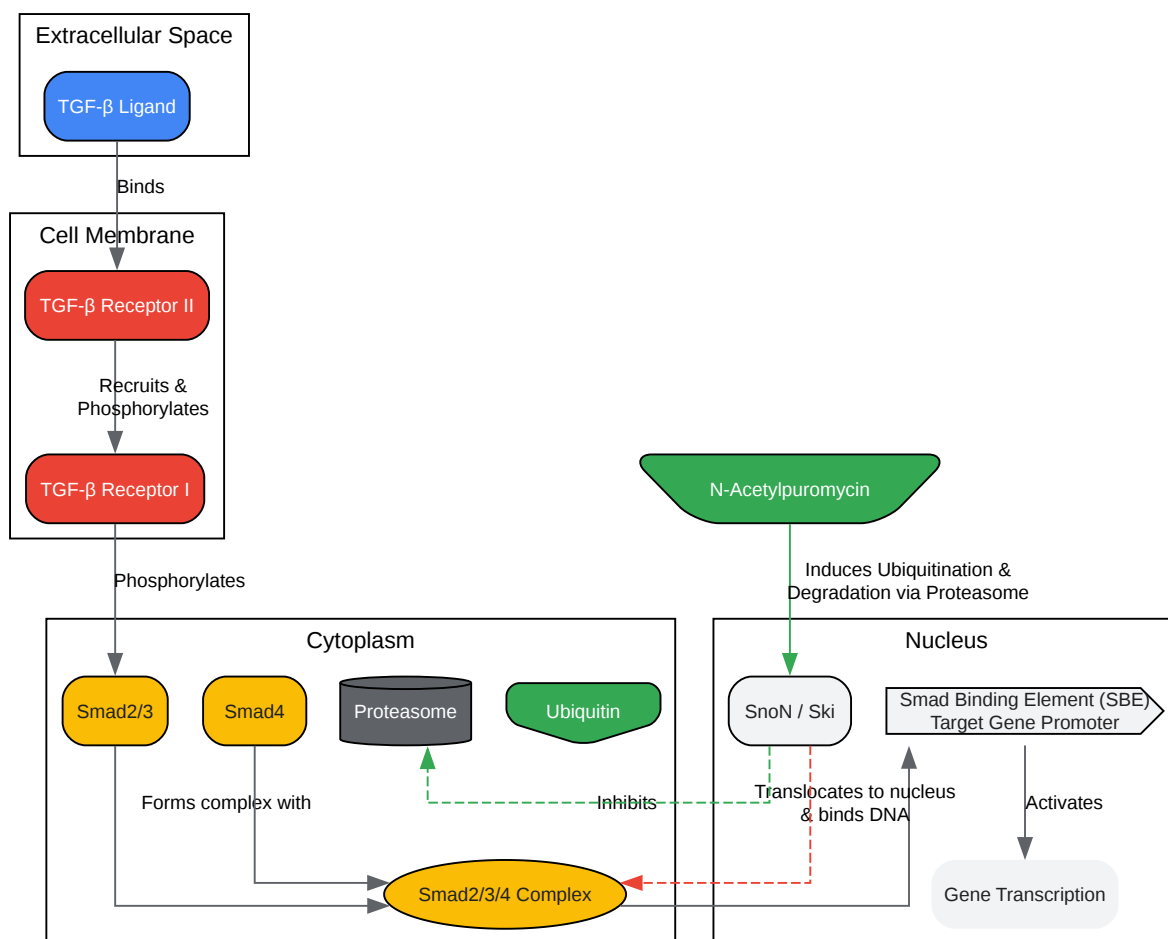 Extracellular Space
TGF-β Ligand
Binds
Cell Membrane
TGF-β Receptor II
Recruits &
Phosphorylates
TGF-β Receptor I
N-Acetylpuromycin
Phosphorylates
Induces Ubiquitination &
Degradation via Proteasome
Cytoplasm
Nucleus
Smad2/3
Smad4
Proteasome
Ubiquitin
SnoN / Ski
Smad Binding Element (SBE)
Target Gene Promoter
Forms complex with
Inhibits
Translocates to nucleus
& binds DNA
Activates
Smad2/3/4 Complex
Gene Transcription